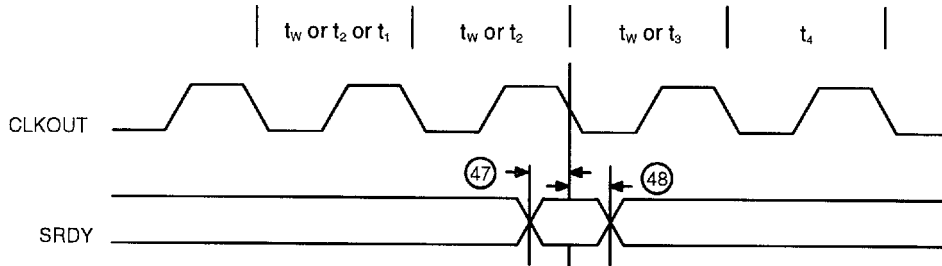 tW or t2 or t1 tW or t2 tW or t3 t4
CLKOUT
47 48
SRDY